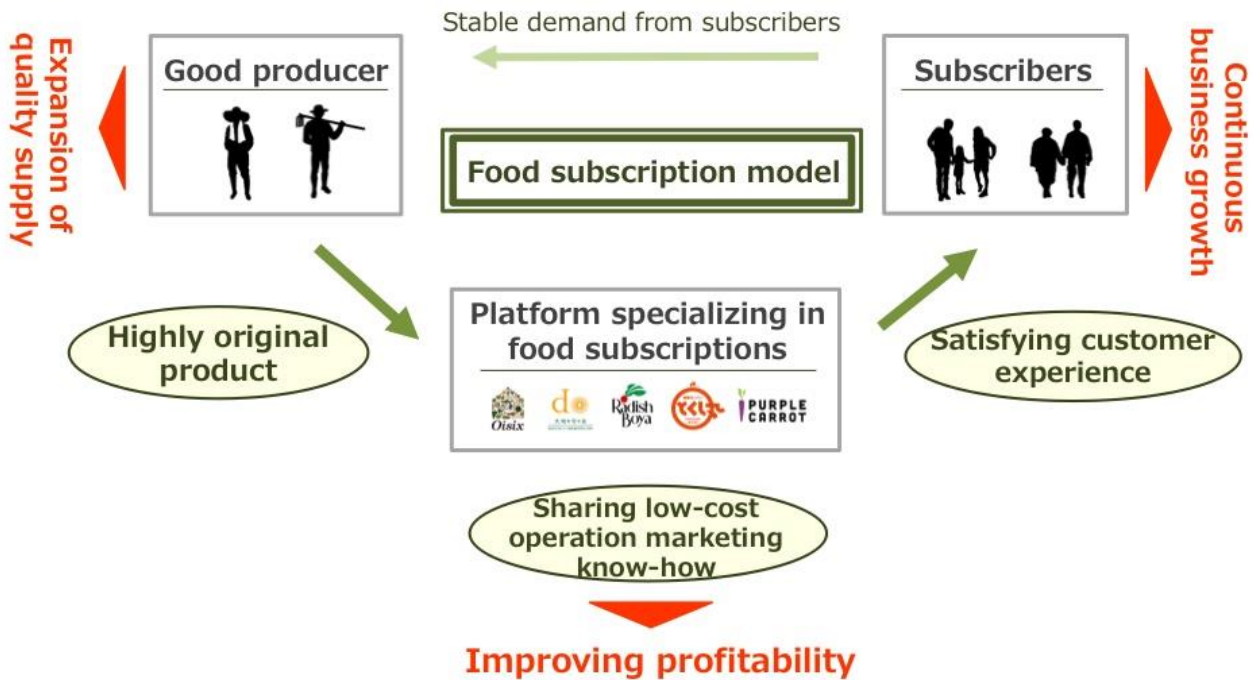 Stable demand from subscribers
Expansion of
quality supply
Good producer
Subscribers
Continuous
business growth
Food subscription model
Highly original
product
Platform specializing in
food subscriptions
Oisix
do
Radish
Boya
PURPLE
CARROT
Satisfying customer
experience
Sharing low-cost
operation marketing
know-how
Improving profitability